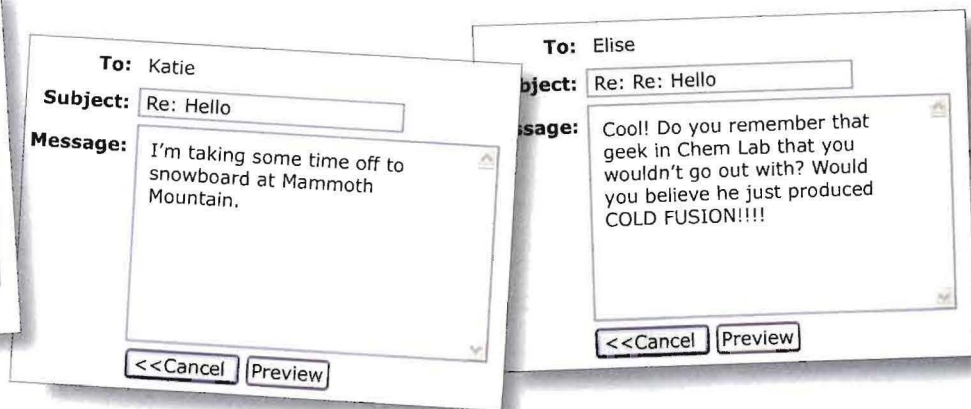 To: Katie
Subject: Re: Hello
Message: I'm taking some time off to
snowboard at Mammoth
Mountain.
<<Cancel Preview
To: Elise
bject: Re: Re: Hello
ssage: Cool! Do you remember that
geek in Chem Lab that you
wouldn't go out with? Would
you believe he just produced
COLD FUSION!!!!
<<Cancel Preview